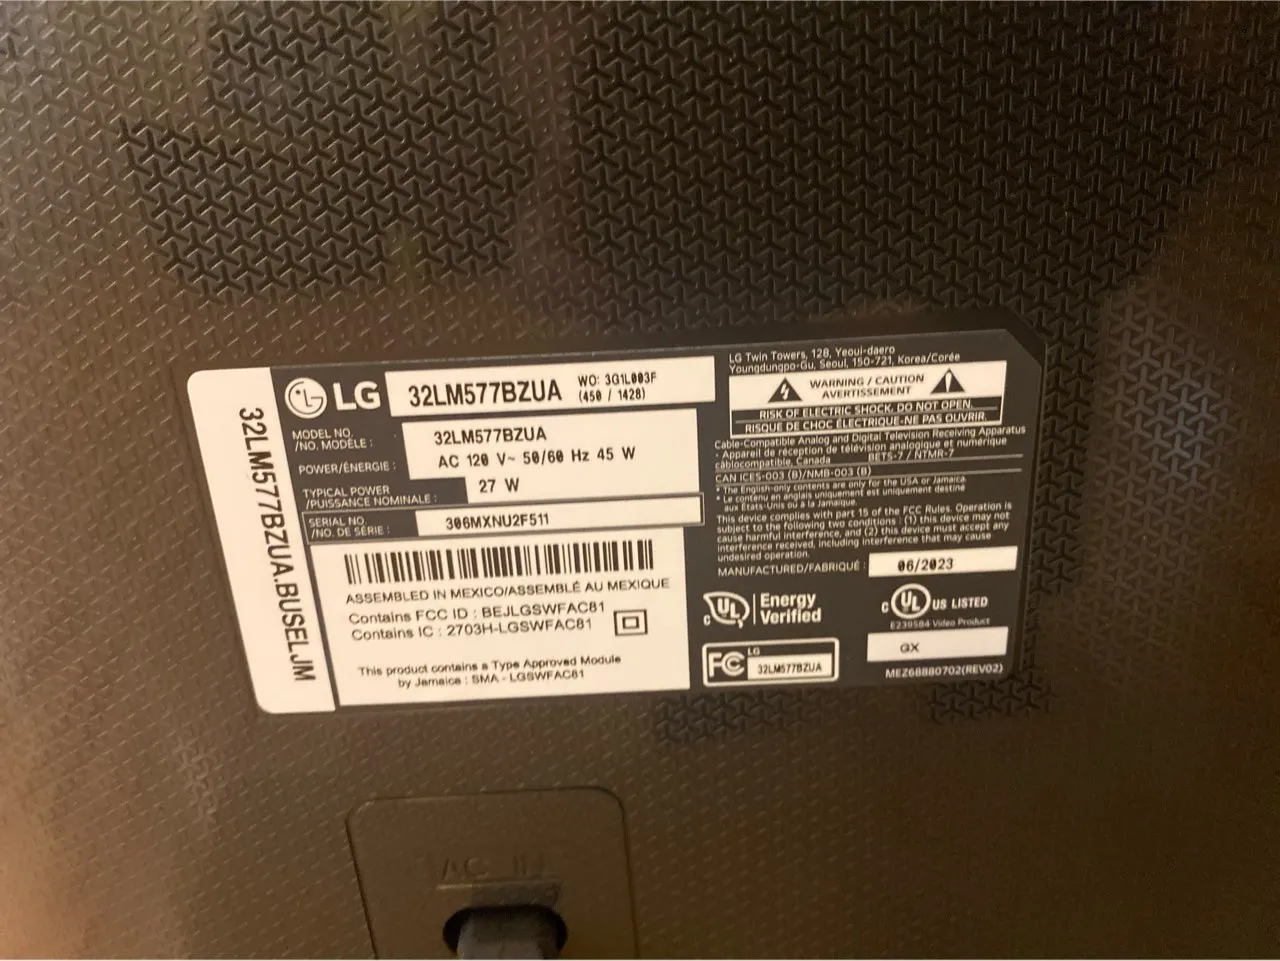 32LM577BZUA.BUSELJM
LG
32LM577BZUA
WO: 3G1L003F
(450 / 1428)
MODEL NO.
/NO. MODÈLE :
32LM577BZUA
POWER/ÉNERGIE :
AC 120 V~ 50/60 Hz 45 W
TYPICAL POWER
/PUISSANCE NOMINALE :
27 W
SERIAL NO.
/NO. DE SÉRIE :
306MXNU2F511
ASSEMBLED IN MEXICO/ASSEMBLÉ AU MEXIQUE
Contains FCC ID : BEJLGSWFAC81
Contains IC : 2703H-LGSWFAC81
This product contains a Type Approved Module
by Jamaica : SMA - LGSWFAC81
LG Twin Towers, 128, Yeoui-daero
Youngdungpo-Gu, Seoul, 150-721, Korea/Corée
WARNING / CAUTION
AVERTISSEMENT
RISK OF ELECTRIC SHOCK, DO NOT OPEN.
RISQUE DE CHOC ÉLECTRIQUE-NE PAS OUVRIR.
Cable-Compatible Analog and Digital Television Receiving Apparatus
- Appareil de réception de télévision analogique et numérique
câblocompatible, Canada BETS-7 / NTMR-7
CAN ICES-003 (B)/NMB-003 (B)
* The English-only contents are only for the USA or Jamaica.
* Le contenu en anglais uniquement est uniquement destiné
aux États-Unis ou à la Jamaïque.
This device complies with part 15 of the FCC Rules. Operation is
subject to the following two conditions : (1) this device may not
cause harmful interference, and (2) this device must accept any
interference received, including interference that may cause
undesired operation.
MANUFACTURED/FABRIQUÉ :
06/2023
c UL
Energy
Verified
c UL US LISTED
E239584 Video Product
FC
LG
32LM577BZUA
GX
MEZ68880702(REV02)
AC IN